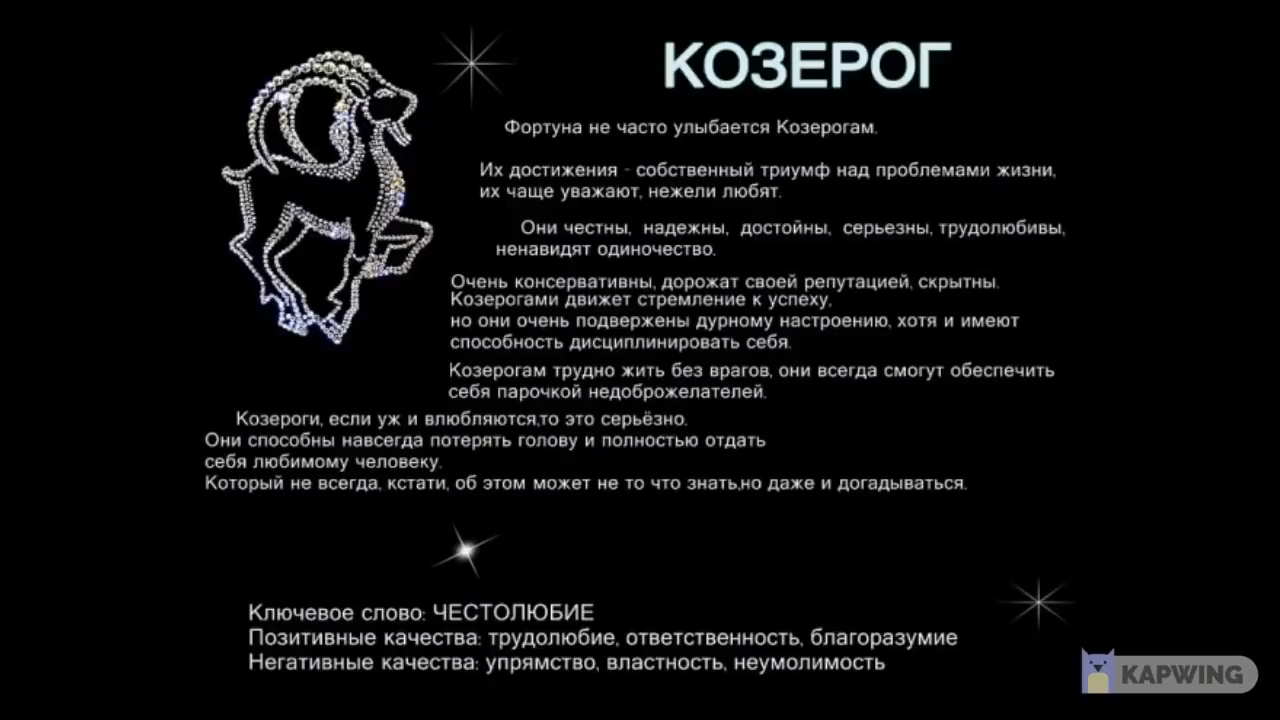 КОЗЕРОГ
Фортуна не часто улыбается Козерогам.
Их достижения - собственный триумф над проблемами жизни,
их чаще уважают, нежели любят.
Они честны, надежны, достойны, серьезны, трудолюбивы,
ненавидят одиночество.
Очень консервативны, дорожат своей репутацией, скрытны.
Козерогами движет стремление к успеху,
но они очень подвержены дурному настроению, хотя и имеют
способность дисциплинировать себя.
Козерогам трудно жить без врагов, они всегда смогут обеспечить
себя парочкой недоброжелателей.
Козероги, если уж и влюбляются,то это серьёзно.
Они способны навсегда потерять голову и полностью отдать
себя любимому человеку.
Который не всегда, кстати, об этом может не то что знать,но даже и догадываться.
Ключевое слово: ЧЕСТОЛЮБИЕ
Позитивные качества: трудолюбие, ответственность, благоразумие
Негативные качества: упрямство, властность, неумолимость
KAPWING